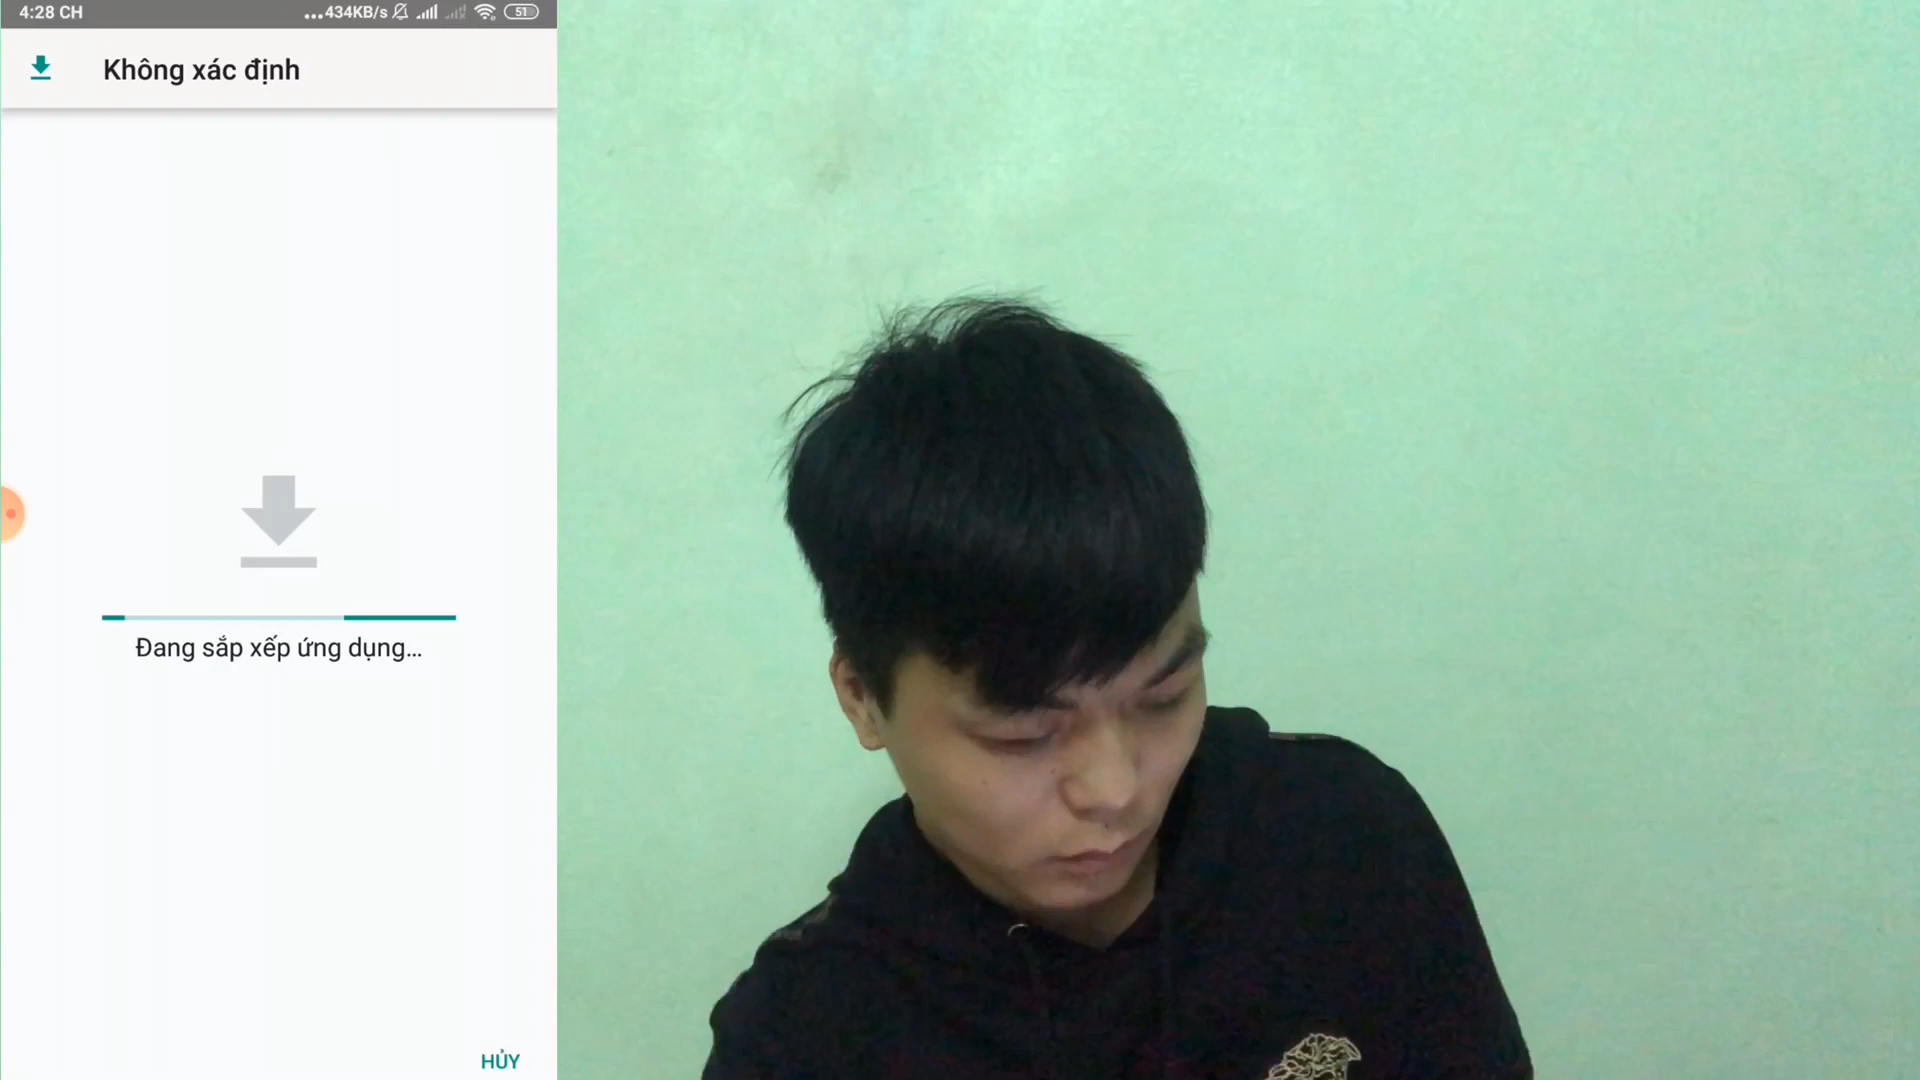 4:28 CH ...434KB/s 51
Không xác định
Đang sắp xếp ứng dụng...
HỦY